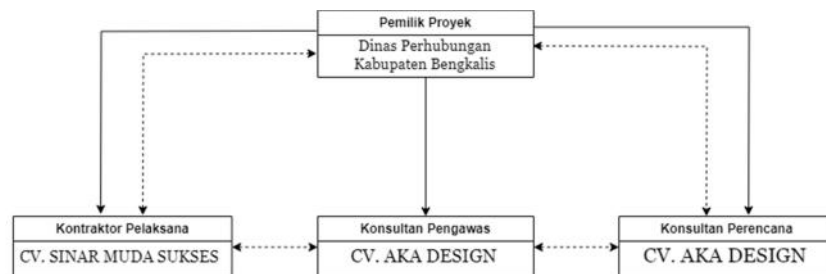 Pemilik Proyek
Dinas Perhubungan
Kabupaten Bengkalis
Kontraktor Pelaksana
CV. SINAR MUDA SUKSES
Konsultan Pengawas
CV. AKA DESIGN
Konsultan Perencana
CV. AKA DESIGN